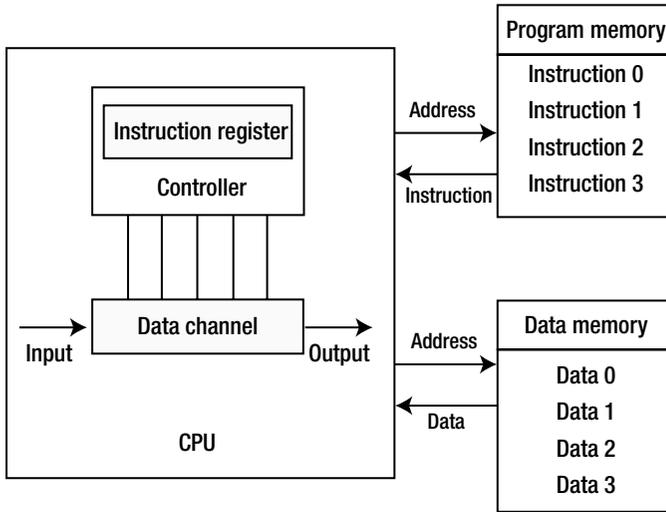 Program memory
Instruction 0
Instruction 1
Instruction 2
Instruction 3
Instruction register
Controller
Address
Instruction
Data channel
Input
Output
CPU
Address
Data
Data memory
Data 0
Data 1
Data 2
Data 3